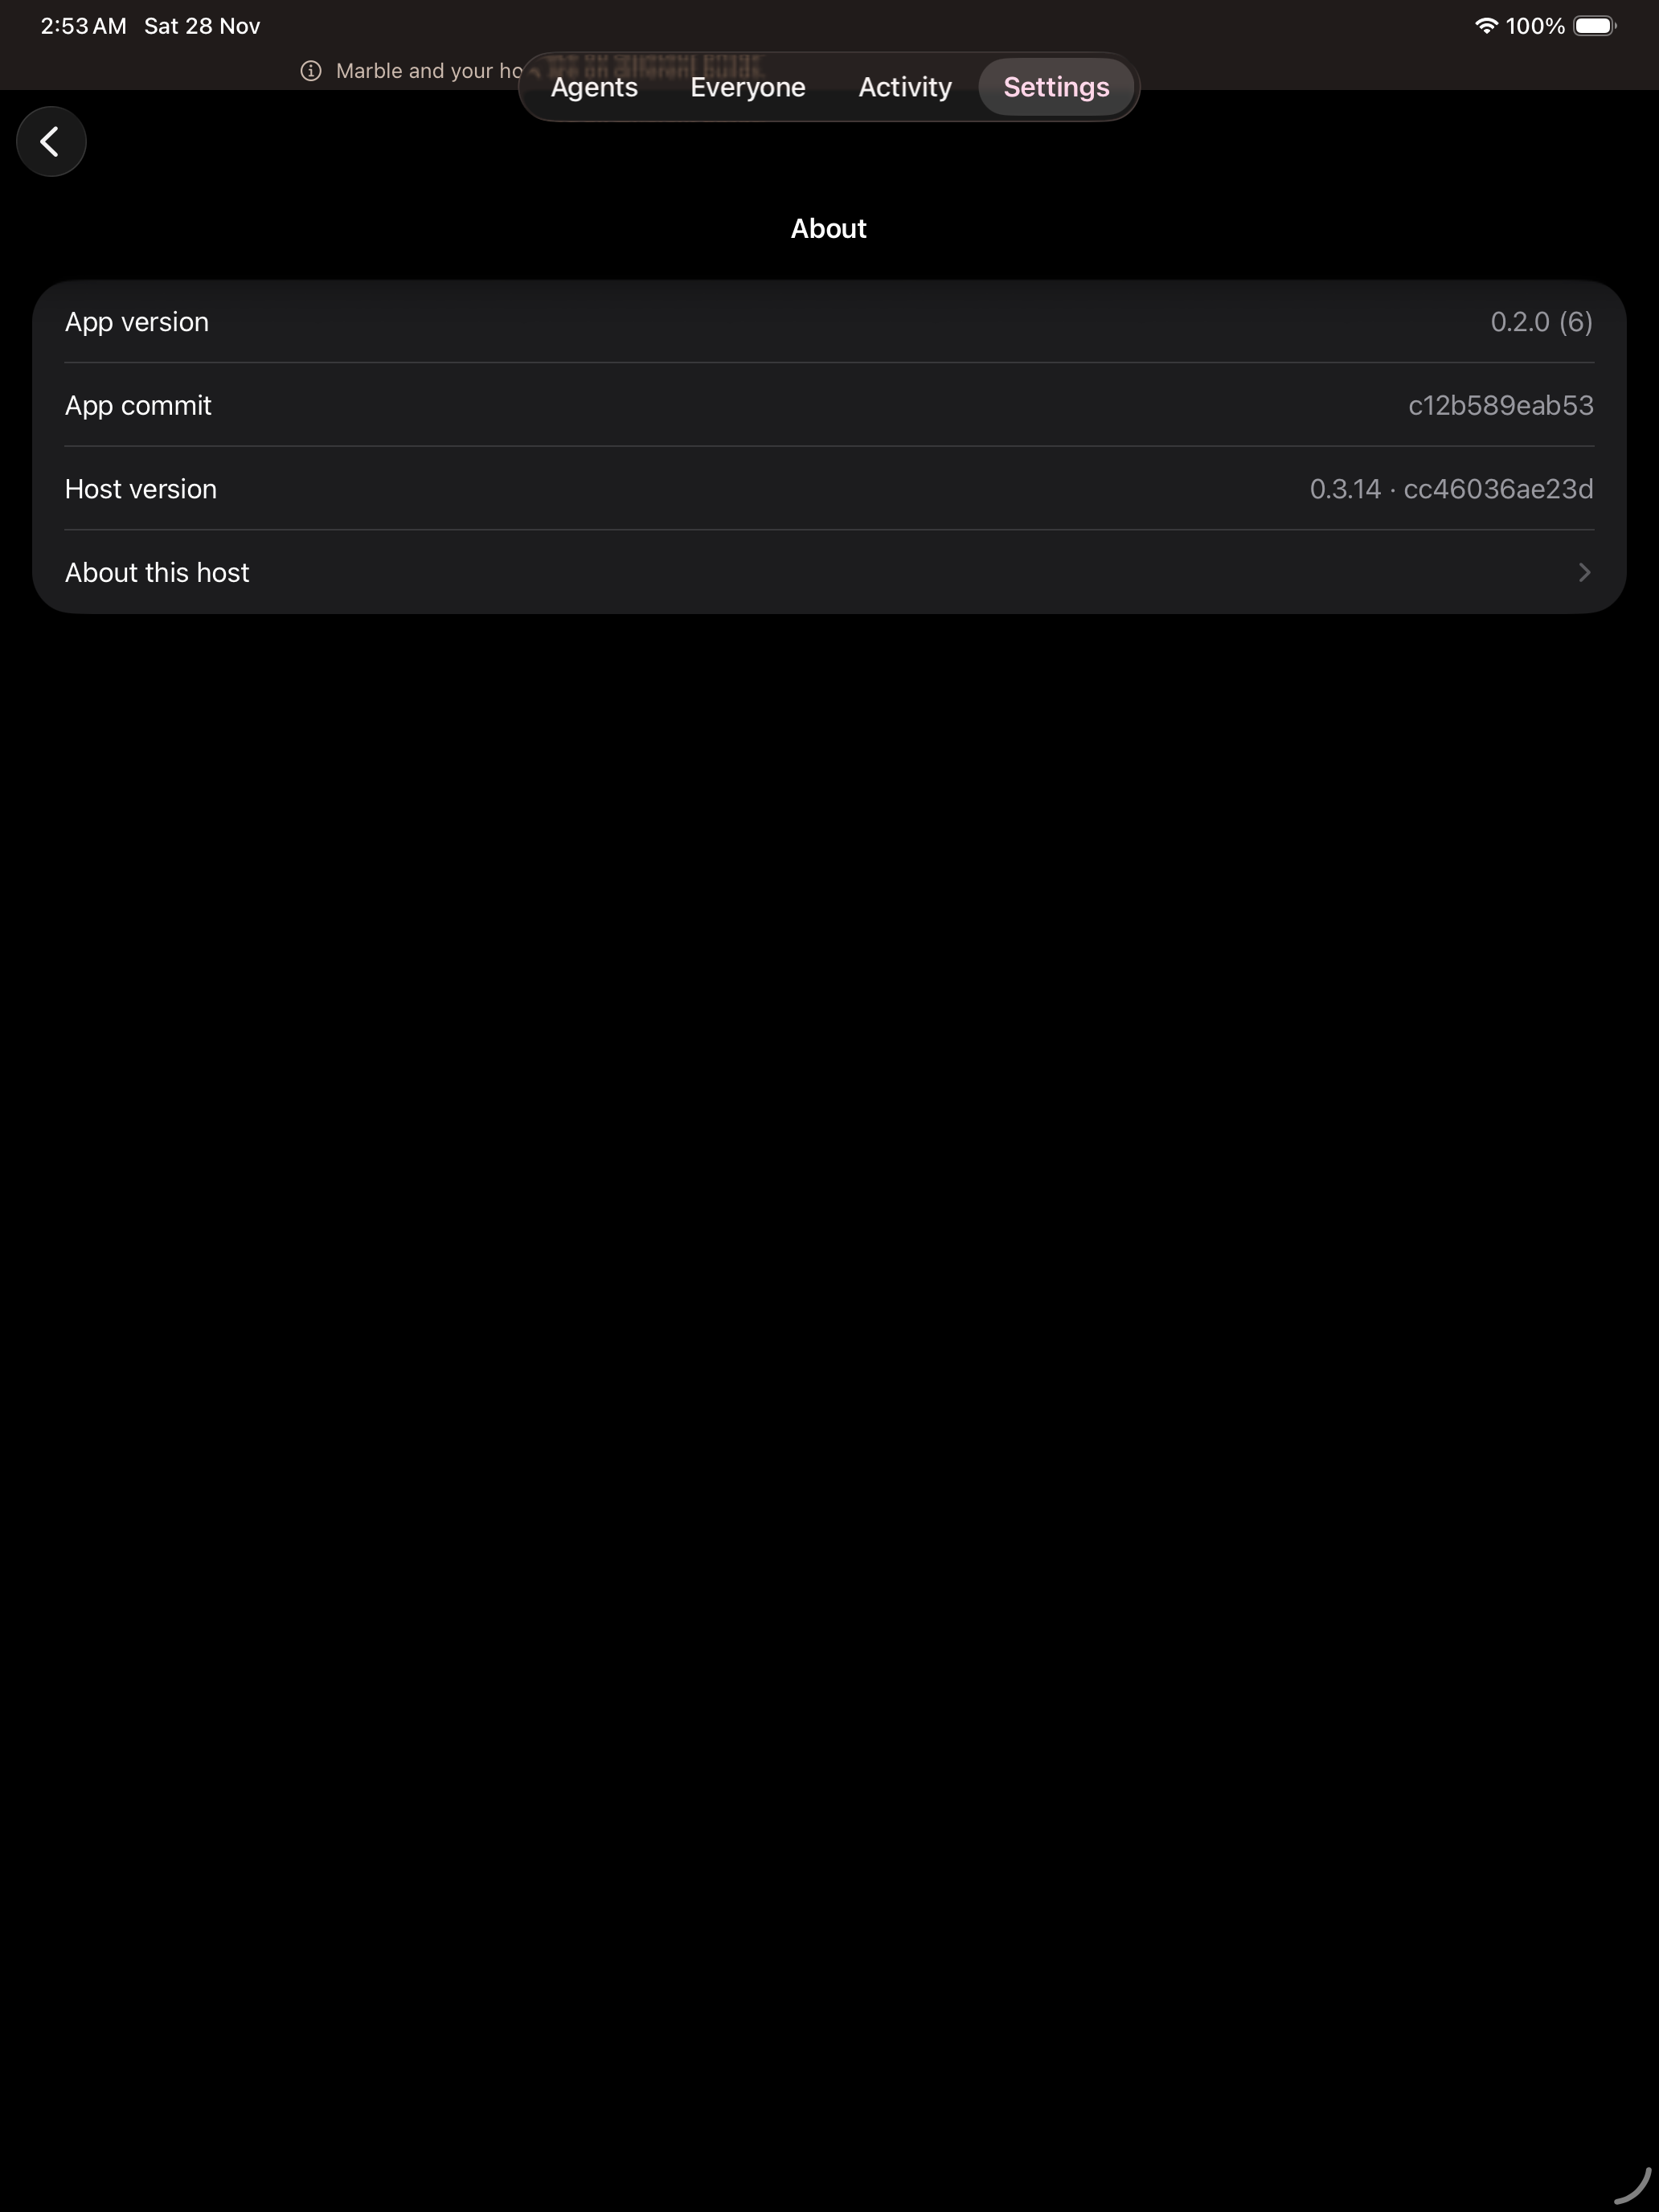 2:53 AM Sat 28 Nov 100%
Marble and your
Agents Everyone Activity Settings
About
App version 0.2.0 (6)
App commit c12b589eab53
Host version 0.3.14 · cc46036ae23d
About this host